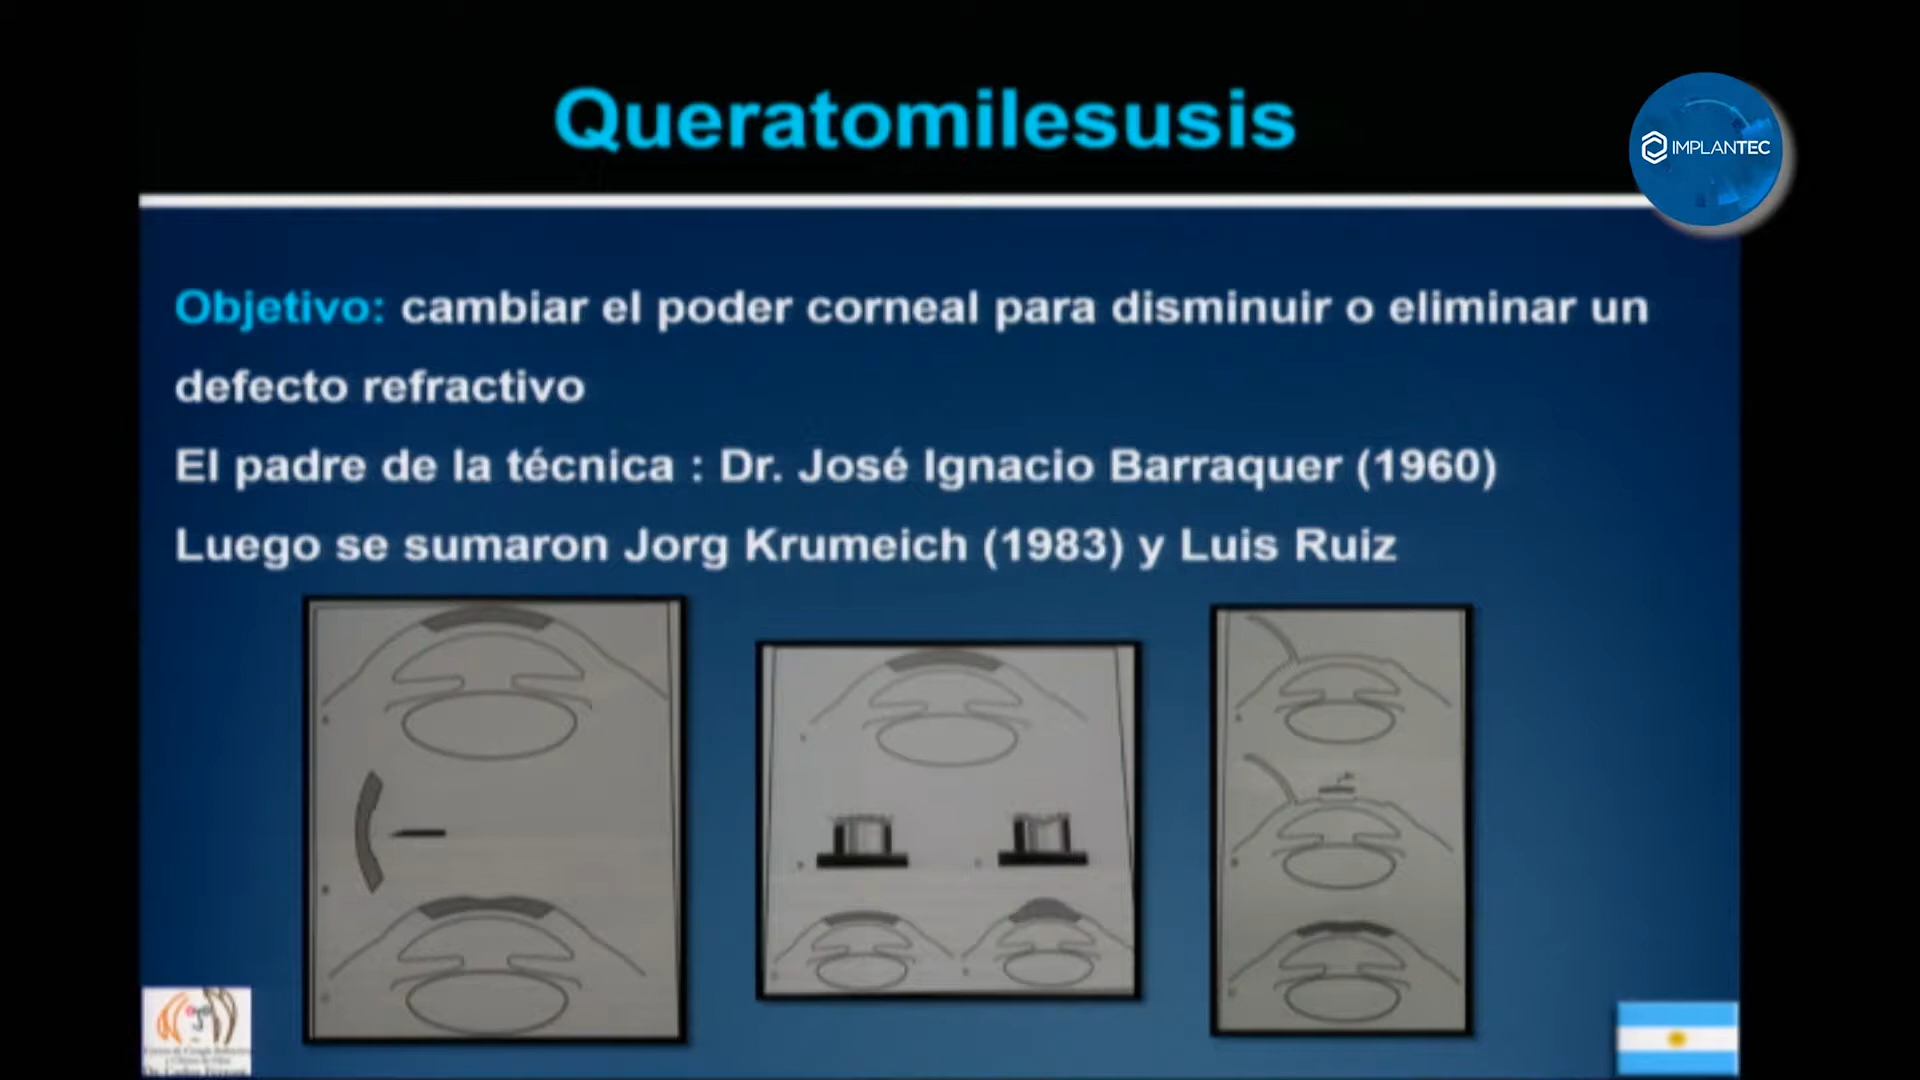 Queratomilesusis
IMPLANTEC
Objetivo: cambiar el poder corneal para disminuir o eliminar un
defecto refractivo
El padre de la técnica : Dr. José Ignacio Barraquer (1960)
Luego se sumaron Jorg Krumeich (1983) y Luis Ruiz